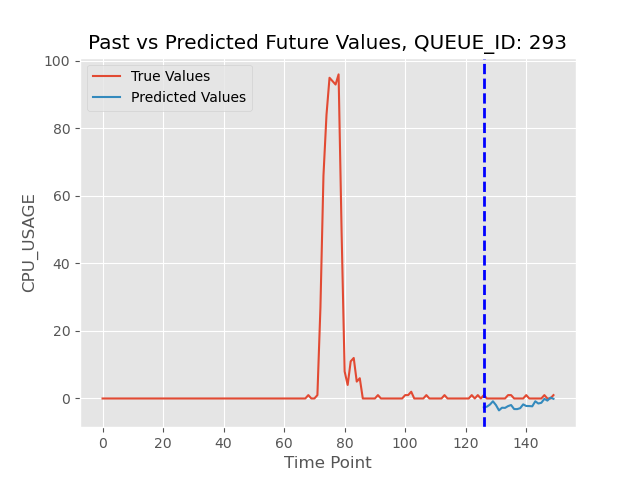 Past vs Predicted Future Values, QUEUE_ID: 293
True Values
Predicted Values
CPU_USAGE
100
80
60
40
20
0
0 20 40 60 80 100 120 140
Time Point